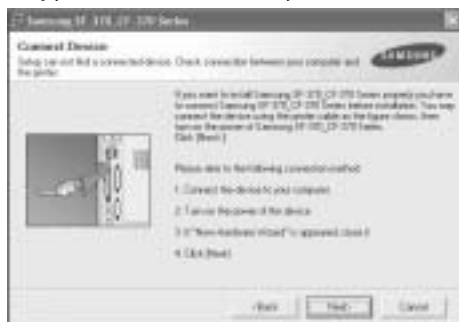 Samsung SF-370_CF-370 Series
Connect Device
Setup can not find a connected device. Check connection between your computer and
the printer.
SAMSUNG
If you want to install Samsung SF-370_CF-370 Series properly you have
to connect Samsung SF-370_CF-370 Series before installation. You may
connect the device using the printer cable as the figure shows, then
turn on the power of Samsung SF-370_CF-370 Series.
Click [Next].
Please refer to the following connection method
1. Connect the device to your computer
2. Turn on the power of the device
3. If "New Hardware Wizard" is appeared, close it
4. Click [Next]
< Back
Next >
Cancel